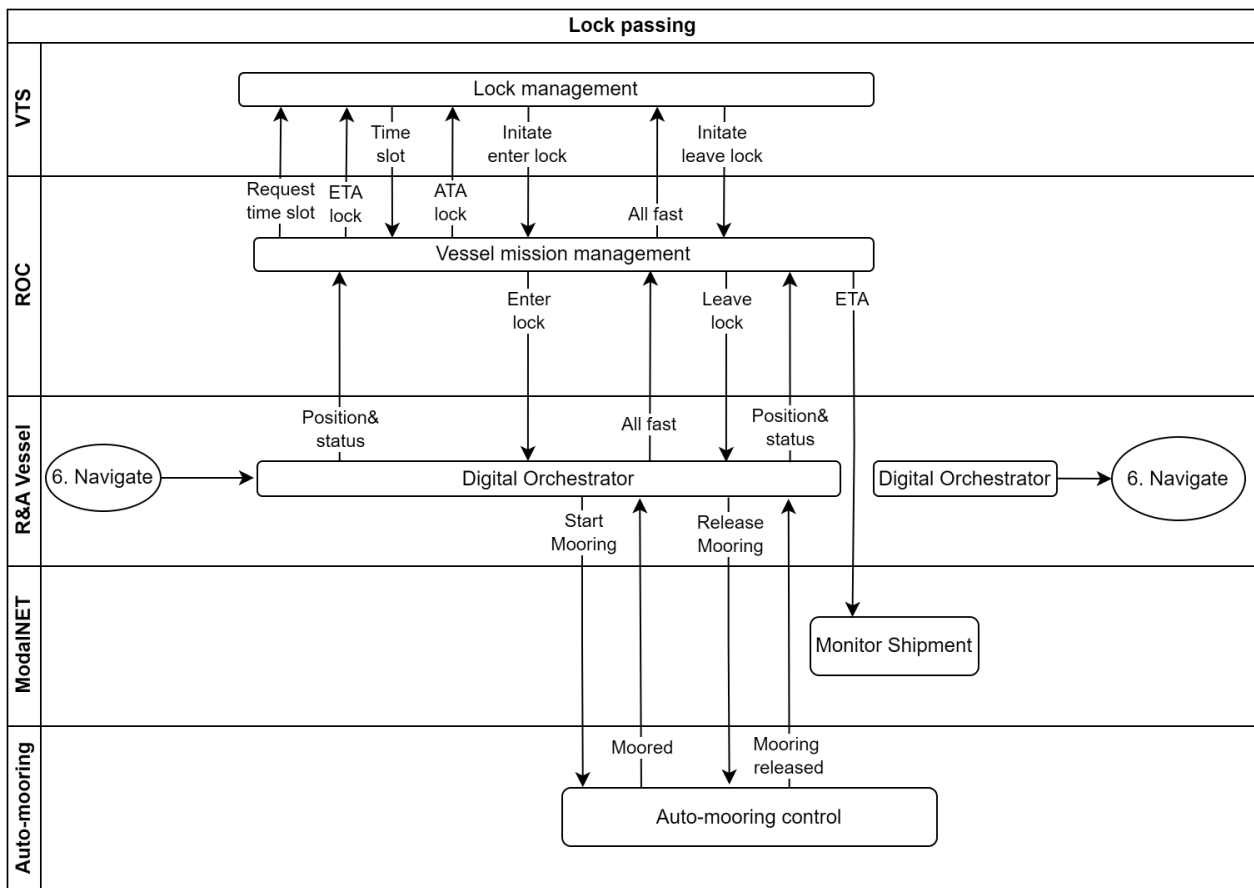 Lock passing
VTS
Lock management
Request
time slot
ETA
lock
Time
slot
ATA
lock
Initate
enter lock
All fast
Initate
leave lock
ROC
Vessel mission management
Position&
status
Enter
lock
All fast
Leave
lock
Position&
status
ETA
R&A Vessel
6. Navigate
Digital Orchestrator
Digital Orchestrator
6. Navigate
Start
Mooring
Release
Mooring
ModalNET
Monitor Shipment
Auto-mooring
Moored
Mooring
released
Auto-mooring control